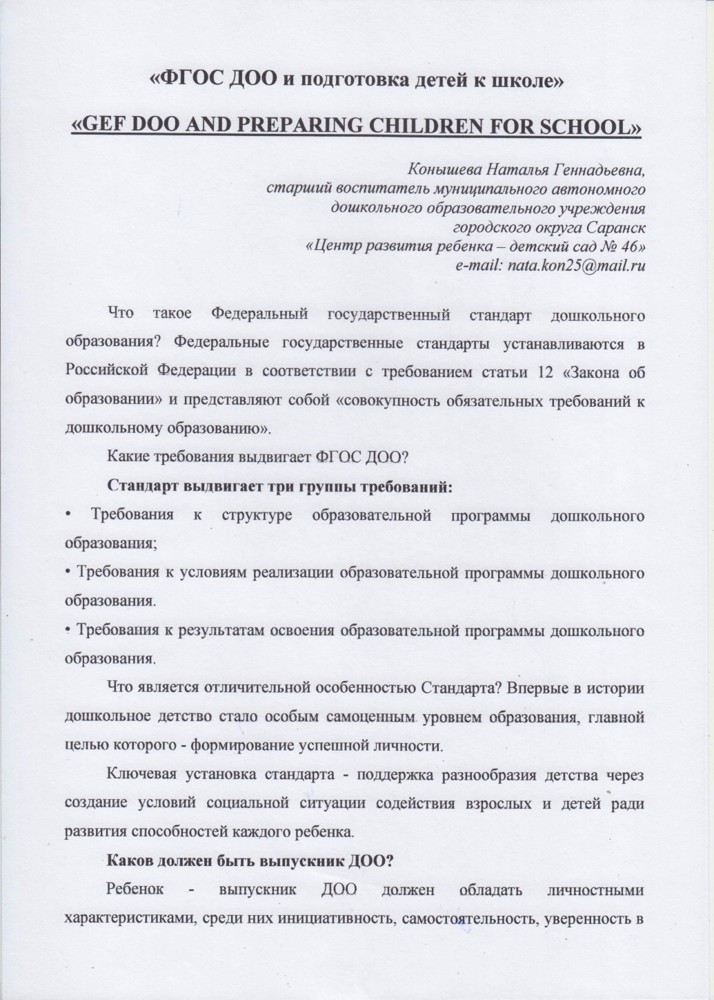 «ФГОС ДОО и подготовка детей к школе»
«GEF DOO AND PREPARING CHILDREN FOR SCHOOL»
Конышева Наталья Геннадьевна,
старший воспитатель муниципального автономного
дошкольного образовательного учреждения
городского округа Саранск
«Центр развития ребенка – детский сад № 46»
e-mail: nata.kon25@mail.ru
Что такое Федеральный государственный стандарт дошкольного
образования? Федеральные государственные стандарты устанавливаются в
Российской Федерации в соответствии с требованием статьи 12 «Закона об
образовании» и представляют собой «совокупность обязательных требований к
дошкольному образованию».
Какие требования выдвигает ФГОС ДОО?
Стандарт выдвигает три группы требований:
• Требования к структуре образовательной программы дошкольного
образования;
• Требования к условиям реализации образовательной программы дошкольного
образования.
• Требования к результатам освоения образовательной программы дошкольного
образования.
Что является отличительной особенностью Стандарта? Впервые в истории
дошкольное детство стало особым самоценным уровнем образования, главной
целью которого - формирование успешной личности.
Ключевая установка стандарта - поддержка разнообразия детства через
создание условий социальной ситуации содействия взрослых и детей ради
развития способностей каждого ребенка.
Каков должен быть выпускник ДОО?
Ребенок - выпускник ДОО должен обладать личностными
характеристиками, среди них инициативность, самостоятельность, уверенность в